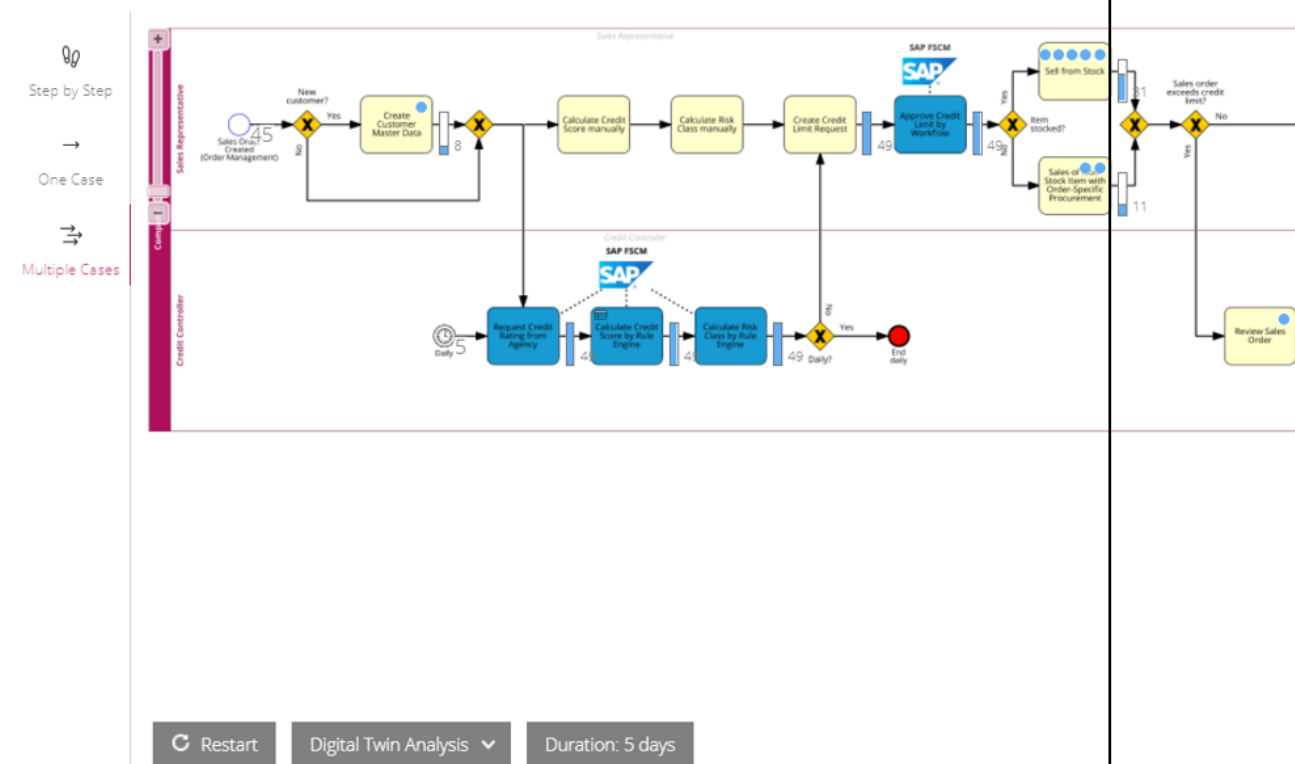 Step by Step
One Case
Multiple Cases
+
−
Sales Representative
Sales Representative
New
customer?
Yes
No
45
Created
(Order Management)
Create
Customer
Master Data
8
Calculate Credit
Score manually
Calculate Risk
Class manually
Create Credit
Limit Request
49
SAP FSCM
SAP
Approve Credit
Limit by
Workflow
49
Yes
Item
stocked?
Sell from Stock
31
Sales of
Stock Item with
Order-Specific
Procurement
11
Sales order
exceeds credit
limit?
No
Yes
Credit Controller
Credit Controller
SAP FSCM
SAP
Daily
5
Request Credit
Rating from
Agency
Calculate Credit
Score by Rule
Engine
Calculate Risk
Class by Rule
Engine
49
Daily?
No
Yes
End
daily
Review Sales
Order
Restart
Digital Twin Analysis
Duration: 5 days